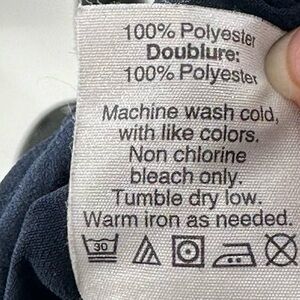 100% Polyester
Doublure:
100% Polyester
Machine wash cold,
with like colors.
Non chlorine
bleach only.
Tumble dry low.
Warm iron as needed.
30